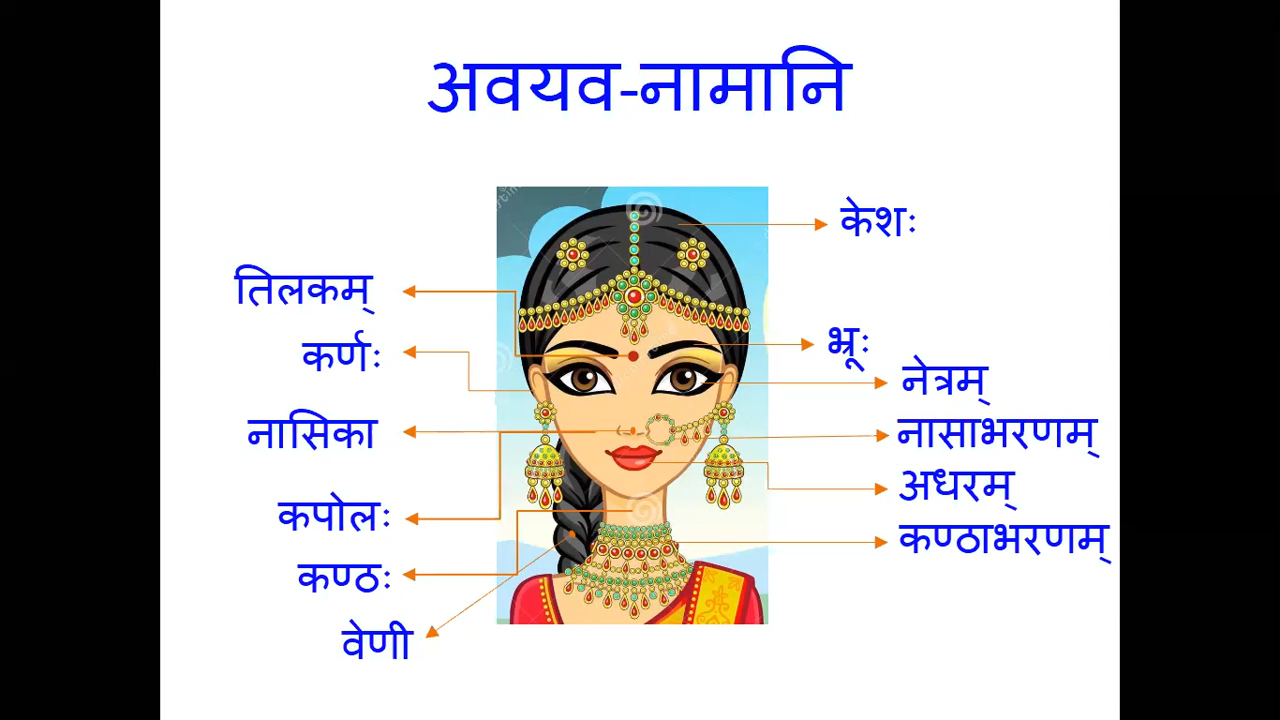 अवयव-नामानि
केशः
तिलकम्
भ्रूः
कर्णः
नेत्रम्
नासिका
नासाभरणम्
अधरम्
कपोलः
कण्ठाभरणम्
कण्ठः
वेणी